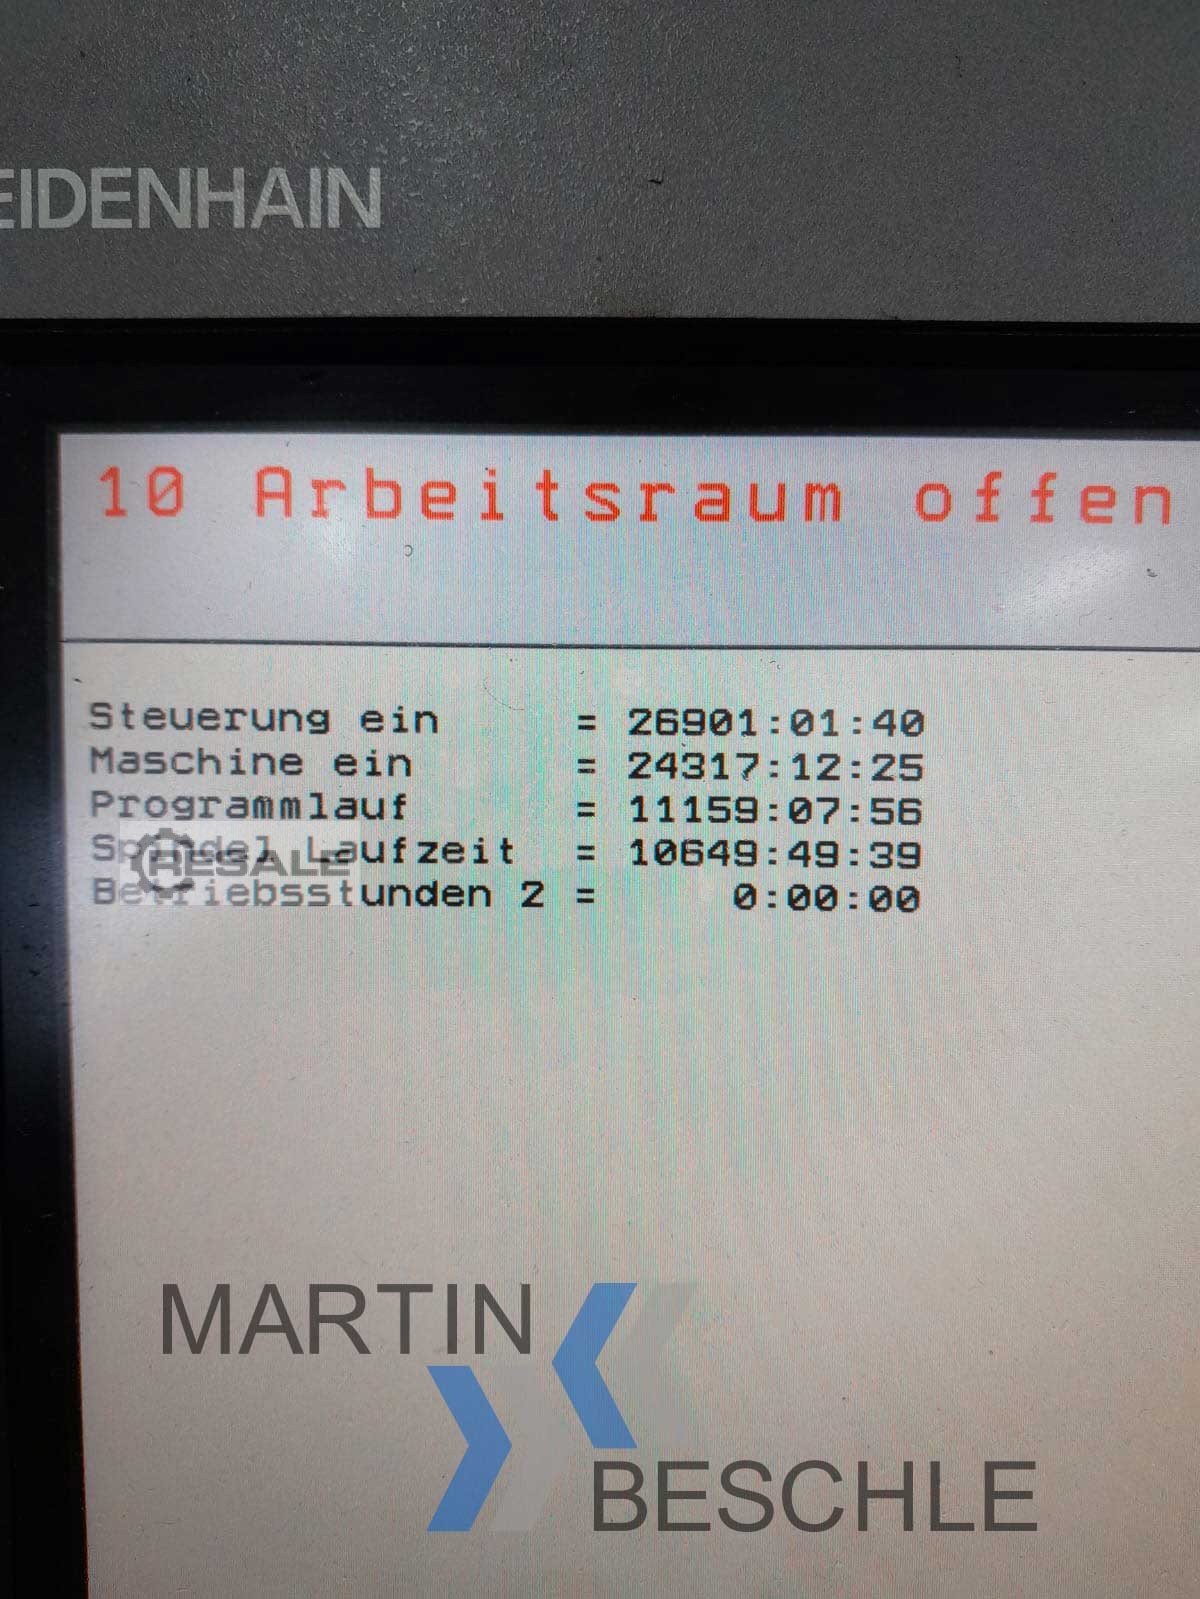 EIDENHAIN
10 Arbeitsraum offen
Steuerung ein = 26901:01:40
Maschine ein = 24317:12:25
Programmlauf = 11159:07:56
Spindel Laufzeit = 10649:49:39
RESALE
Betriebsstunden 2 = 0:00:00
MARTIN
BESCHLE